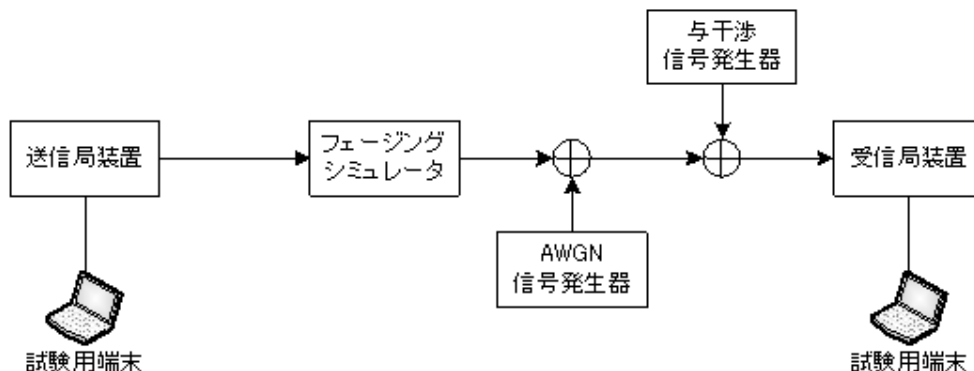 与干渉
信号発生器
送信局装置
フェージング
シミュレータ
受信局装置
AWGN
信号発生器
試験用端末
試験用端末